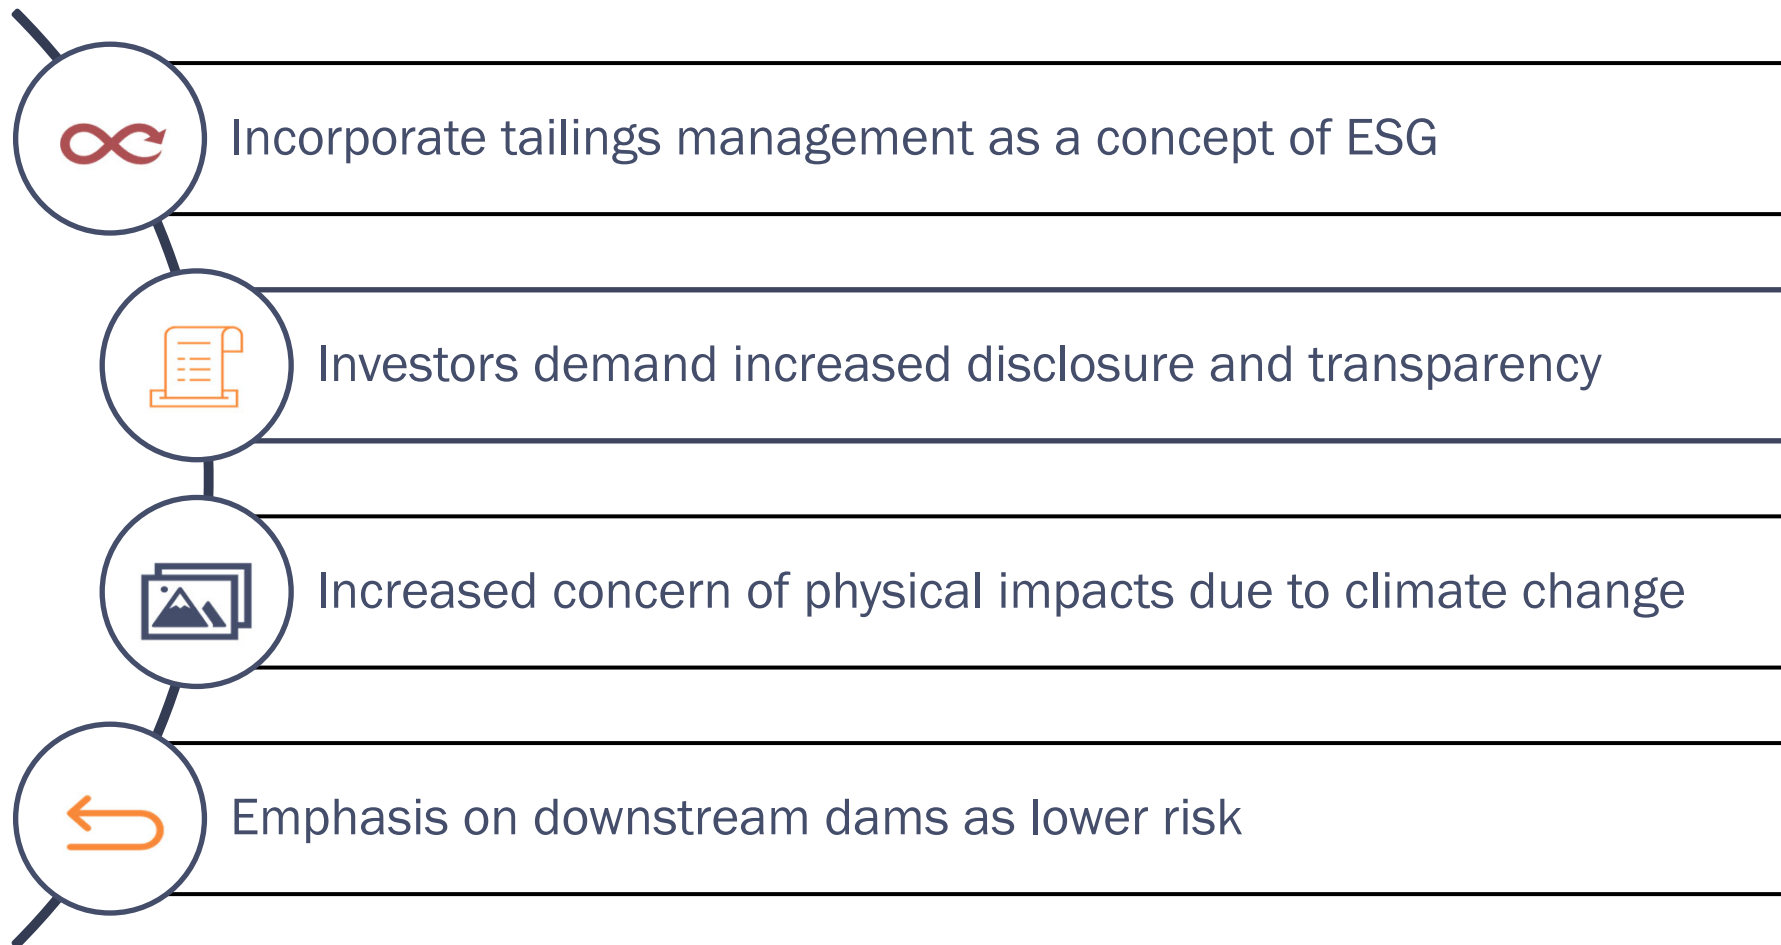 Incorporate tailings management as a concept of ESG
Investors demand increased disclosure and transparency
Increased concern of physical impacts due to climate change
Emphasis on downstream dams as lower risk